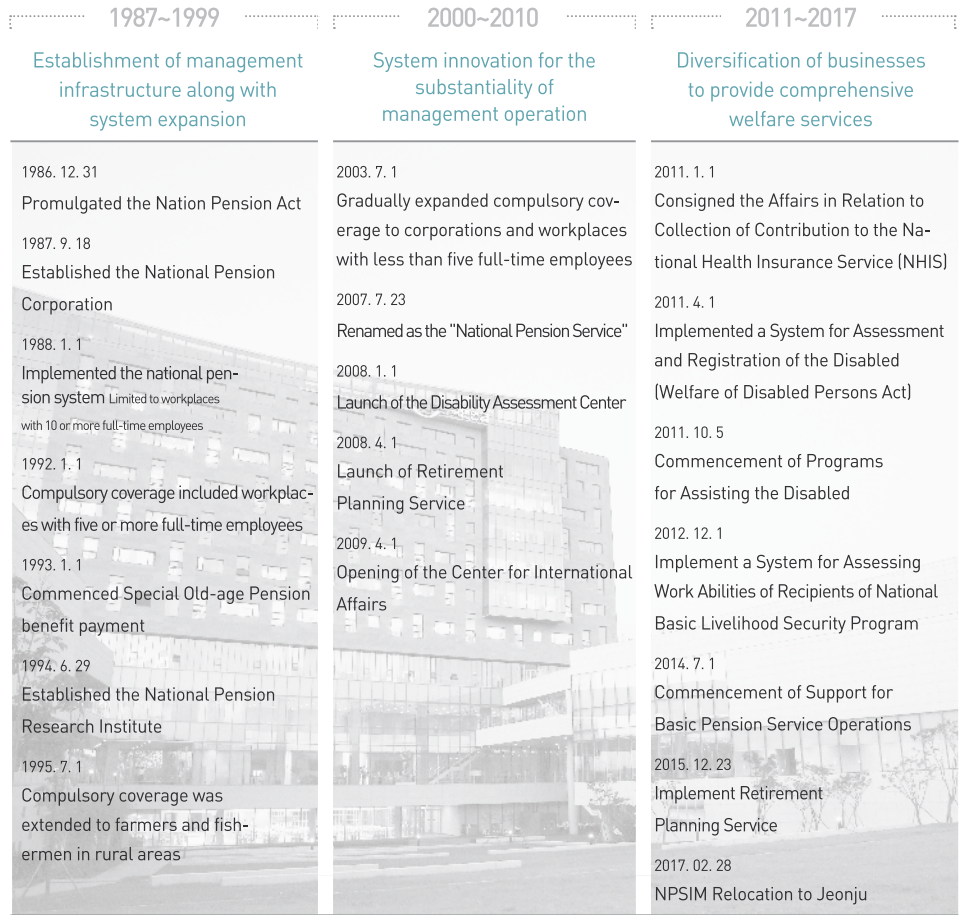 1987~1999
Establishment of management
infrastructure along with
system expansion
1986. 12. 31
Promulgated the Nation Pension Act
1987. 9. 18
Established the National Pension
Corporation
1988. 1. 1
Implemented the national pen-
sion system Limited to workplaces
with 10 or more full-time employees
1992. 1. 1
Compulsory coverage included workplac-
es with five or more full-time employees
1993. 1. 1
Commenced Special Old-age Pension
benefit payment
1994. 6. 29
Established the National Pension
Research Institute
1995. 7. 1
Compulsory coverage was
extended to farmers and fish-
ermen in rural areas
2000~2010
System innovation for the
substantiality of
management operation
2003. 7. 1
Gradually expanded compulsory cov-
erage to corporations and workplaces
with less than five full-time employees
2007. 7. 23
Renamed as the "National Pension Service"
2008. 1. 1
Launch of the Disability Assessment Center
2008. 4. 1
Launch of Retirement
Planning Service
2009. 4. 1
Opening of the Center for International
Affairs
2011~2017
Diversification of businesses
to provide comprehensive
welfare services
2011. 1. 1
Consigned the Affairs in Relation to
Collection of Contribution to the Na-
tional Health Insurance Service (NHIS)
2011. 4. 1
Implemented a System for Assessment
and Registration of the Disabled
(Welfare of Disabled Persons Act)
2011. 10. 5
Commencement of Programs
for Assisting the Disabled
2012. 12. 1
Implement a System for Assessing
Work Abilities of Recipients of National
Basic Livelihood Security Program
2014. 7. 1
Commencement of Support for
Basic Pension Service Operations
2015. 12. 23
Implement Retirement
Planning Service
2017. 02. 28
NPSIM Relocation to Jeonju